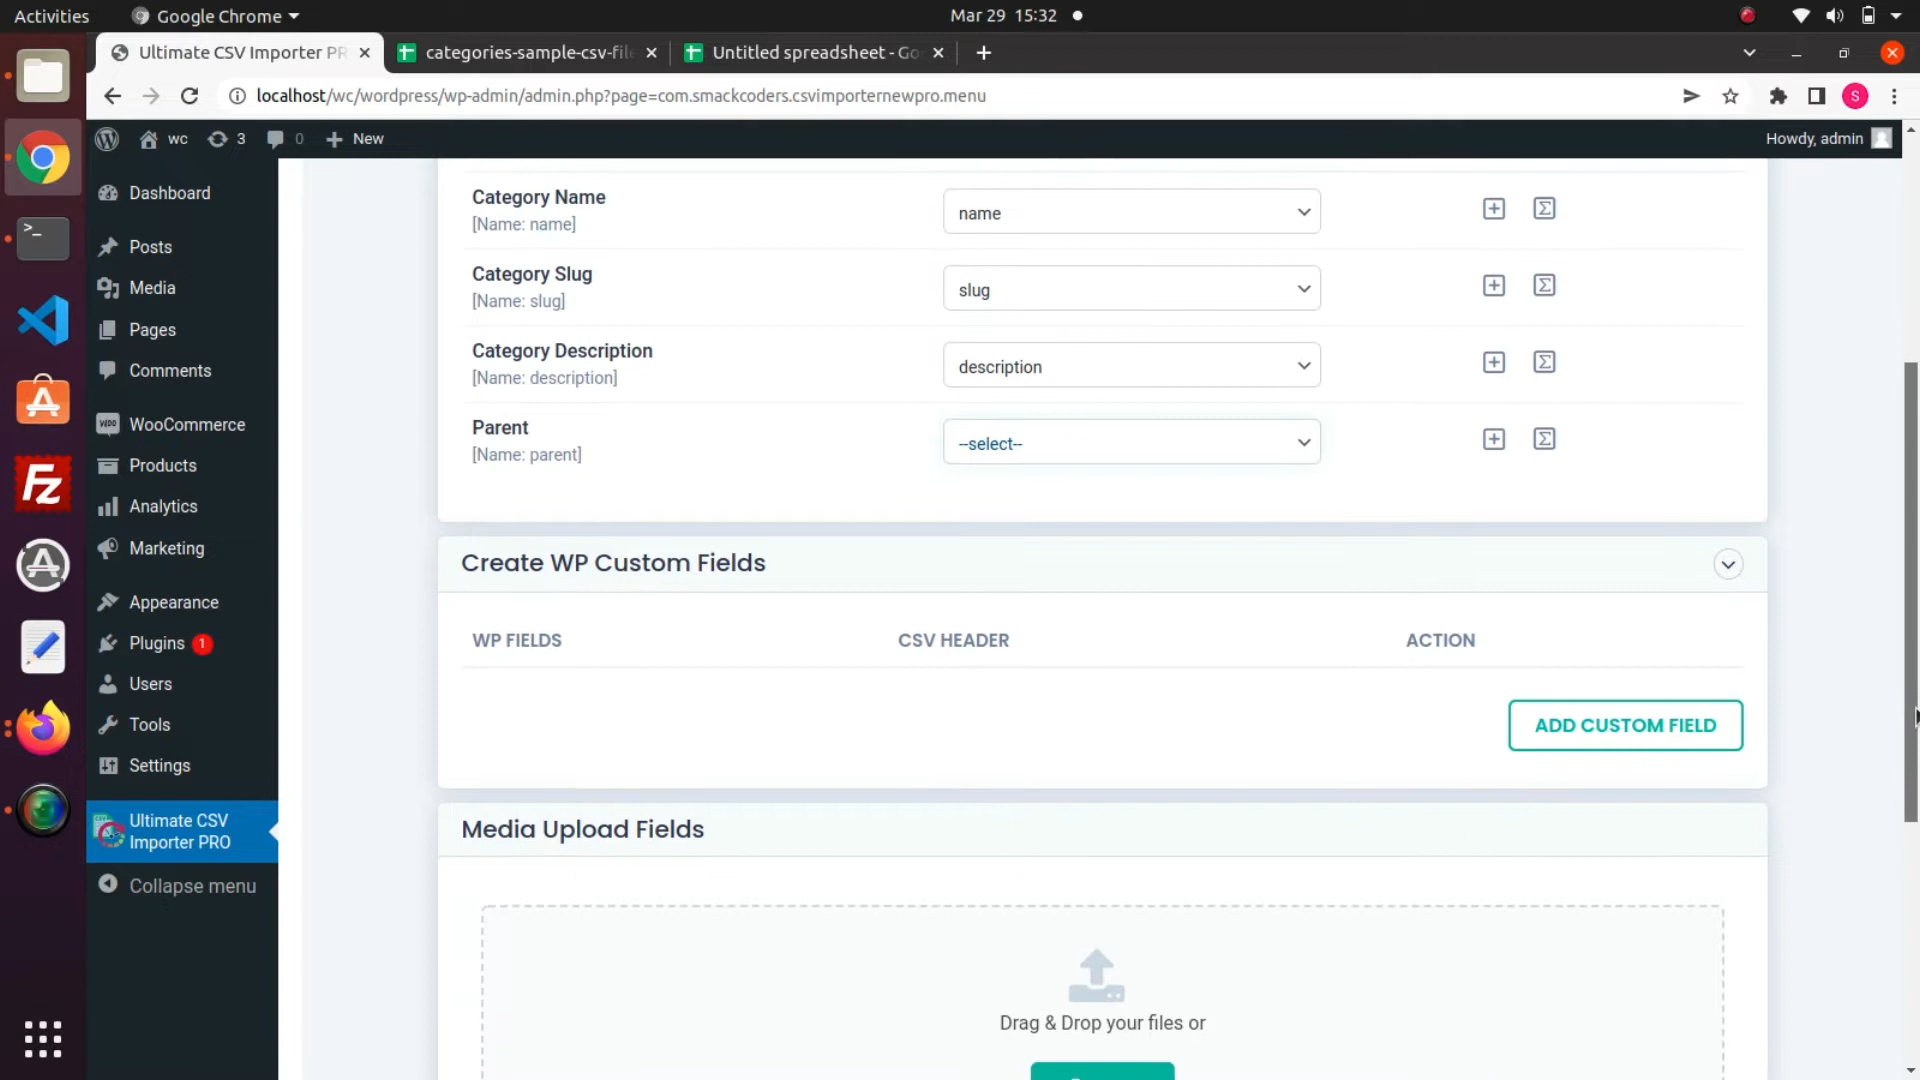 Activities
Google Chrome
Mar 29 15:32
Ultimate CSV Importer PR
categories-sample-csv-file
Untitled spreadsheet - Go
localhost/wc/wordpress/wp-admin/admin.php?page=com.smackcoders.csvimporternewpro.menu
S
wc
3
0
New
Howdy, admin
Dashboard
Posts
Media
Pages
Comments
WooCommerce
Products
Analytics
Marketing
Appearance
Plugins 1
Users
Tools
Settings
Ultimate CSV
Importer PRO
Collapse menu
Category Name
[Name: name]
name
Category Slug
[Name: slug]
slug
Category Description
[Name: description]
description
Parent
[Name: parent]
--select--
Create WP Custom Fields
WP FIELDS
CSV HEADER
ACTION
ADD CUSTOM FIELD
Media Upload Fields
Drag & Drop your files or